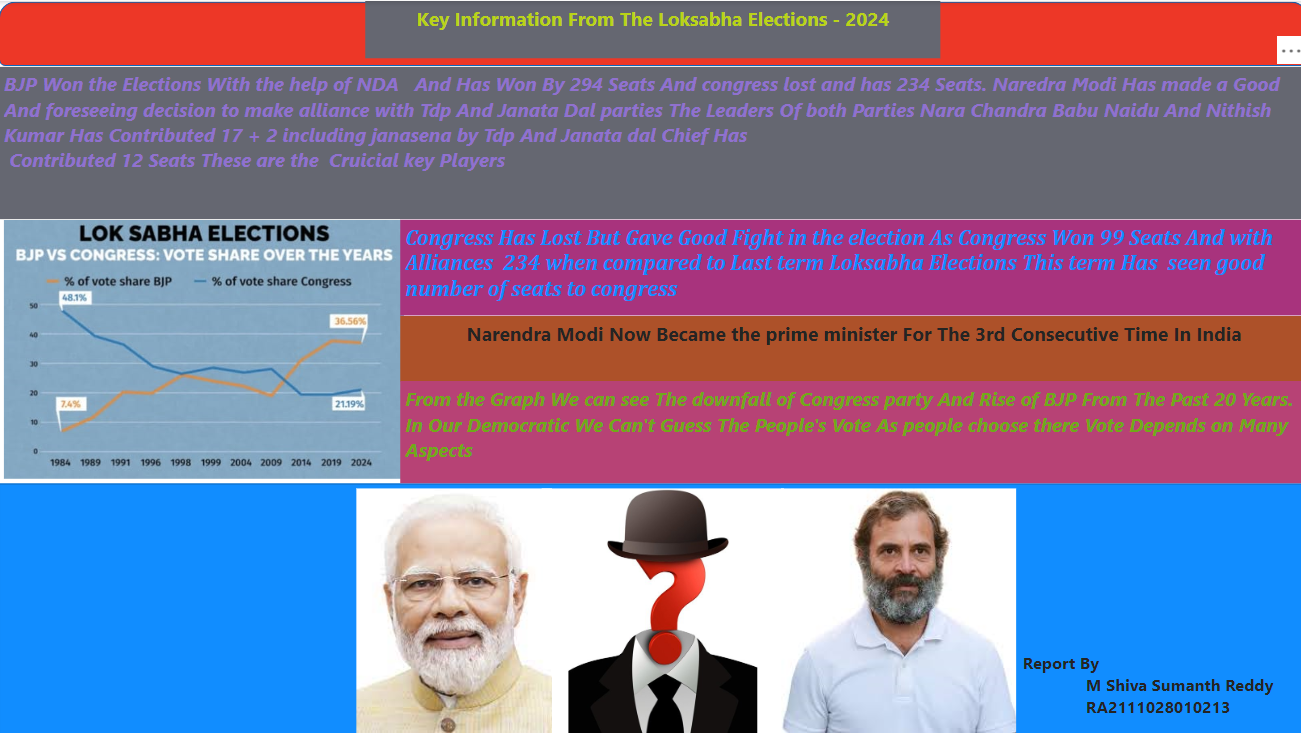 Key Information From The Loksabha Elections - 2024
...
BJP Won the Elections With the help of NDA And Has Won By 294 Seats And congress lost and has 234 Seats. Naredra Modi Has made a Good
And foreseeing decision to make alliance with Tdp And Janata Dal parties The Leaders Of both Parties Nara Chandra Babu Naidu And Nithish
Kumar Has Contributed 17 + 2 including janasena by Tdp And Janata dal Chief Has
Contributed 12 Seats These are the Cruicial key Players
LOK SABHA ELECTIONS
BJP VS CONGRESS: VOTE SHARE OVER THE YEARS
% of vote share BJP % of vote share Congress
48.1%
50
36.56%
40
30
20
7.4%
21.19%
10
0
1984 1989 1991 1996 1998 1999 2004 2009 2014 2019 2024
Congress Has Lost But Gave Good Fight in the election As Congress Won 99 Seats And with
Alliances 234 when compared to Last term Loksabha Elections This term Has seen good
number of seats to congress
Narendra Modi Now Became the prime minister For The 3rd Consecutive Time In India
From the Graph We can see The downfall of Congress party And Rise of BJP From The Past 20 Years.
In Our Democratic We Can't Guess The People's Vote As people choose there Vote Depends on Many
Aspects
?
Report By
M Shiva Sumanth Reddy
RA2111028010213